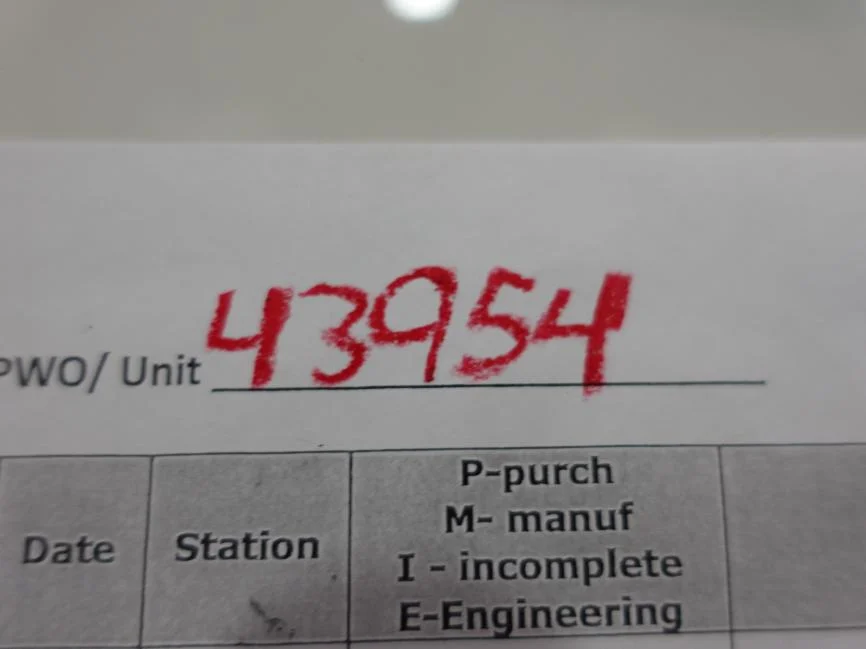 PWO/ Unit 43954
Date
Station
P-purch
M- manuf
I - incomplete
E-Engineering